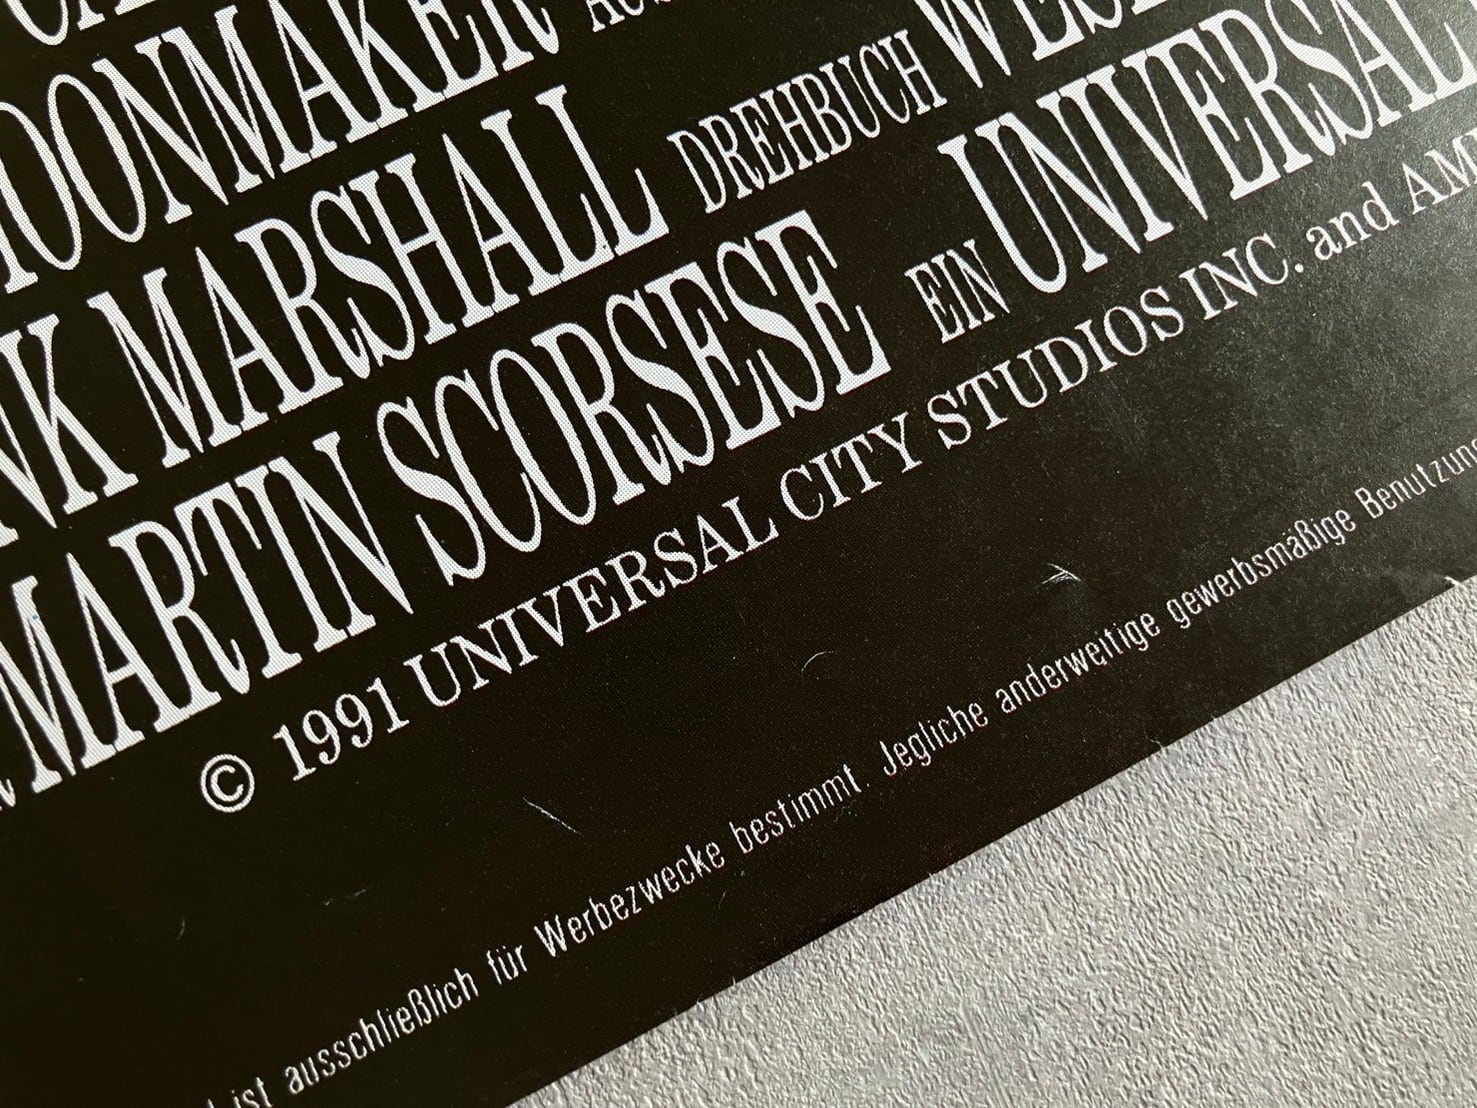 OONMAKER
MARSHALL DREHBUCH
MARTIN SCORSESE EIN UNIVERSAL
© 1991 UNIVERSAL CITY STUDIOS INC. and
ist ausschließlich für Werbezwecke bestimmt. Jegliche anderweitige gewerbsmäßige Benutzung